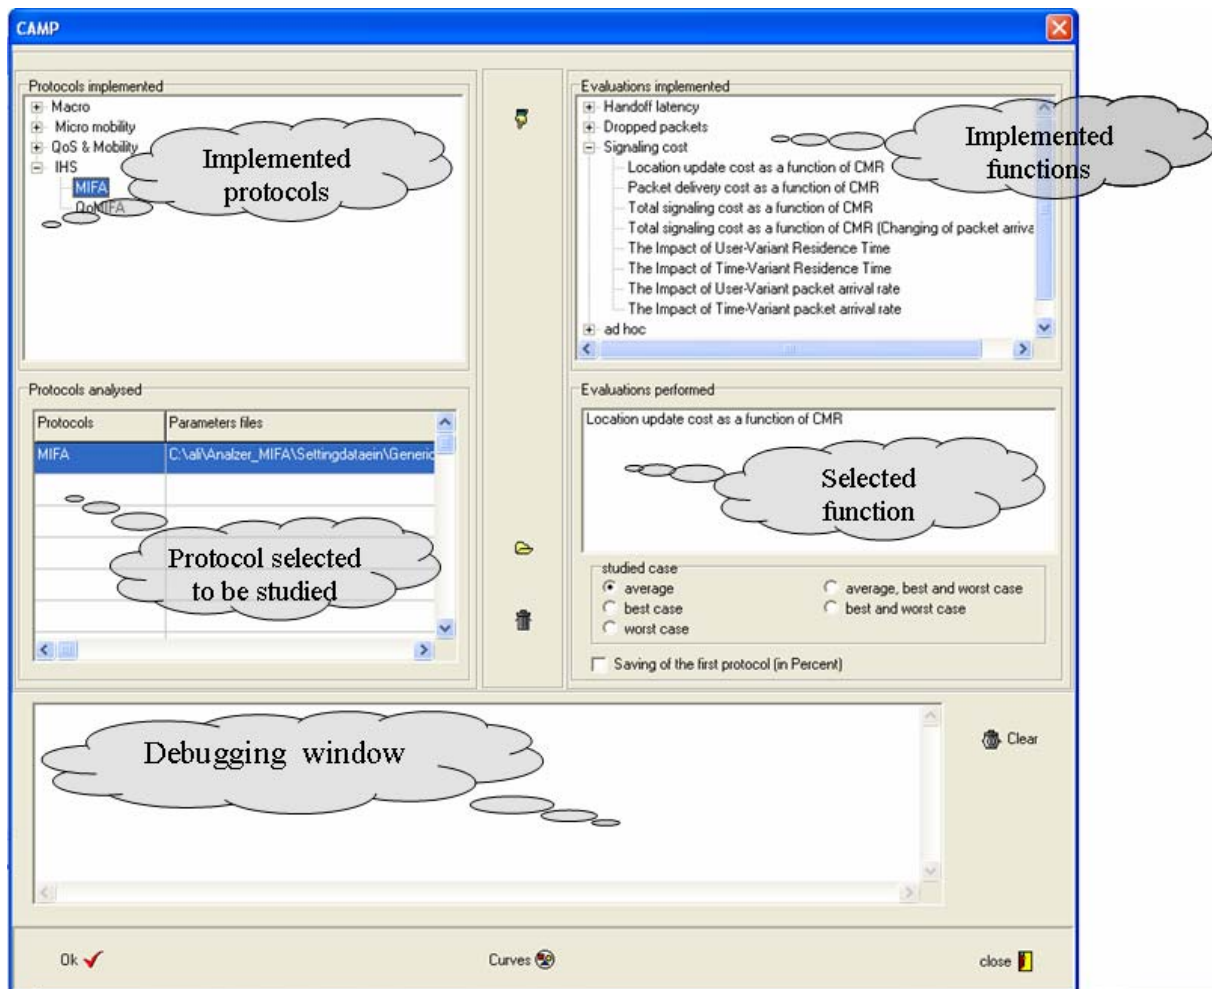 CAMP
Protocols implemented
Macro
Micro mobility
QoS & Mobility
IHS
MIFA
QoMIFA
Implemented
protocols
Evaluations implemented
Handoff latency
Dropped packets
Signaling cost
Location update cost as a function of CMR
Packet delivery cost as a function of CMR
Total signaling cost as a function of CMR
Total signaling cost as a function of CMR (Changing of packet arriva
The Impact of User-Variant Residence Time
The Impact of Time-Variant Residence Time
The Impact of User-Variant packet arrival rate
The Impact of Time-Variant packet arrival rate
ad hoc
Implemented
functions
Protocols analysed
Protocols Parameters files
MIFA C:\ali\Analzer_MIFA\Settingdataein\Generic
Protocol selected
to be studied
Evaluations performed
Location update cost as a function of CMR
Selected
function
studied case
average
best case
worst case
average, best and worst case
best and worst case
Saving of the first protocol (in Percent)
Debugging window
Clear
Ok
Curves
close